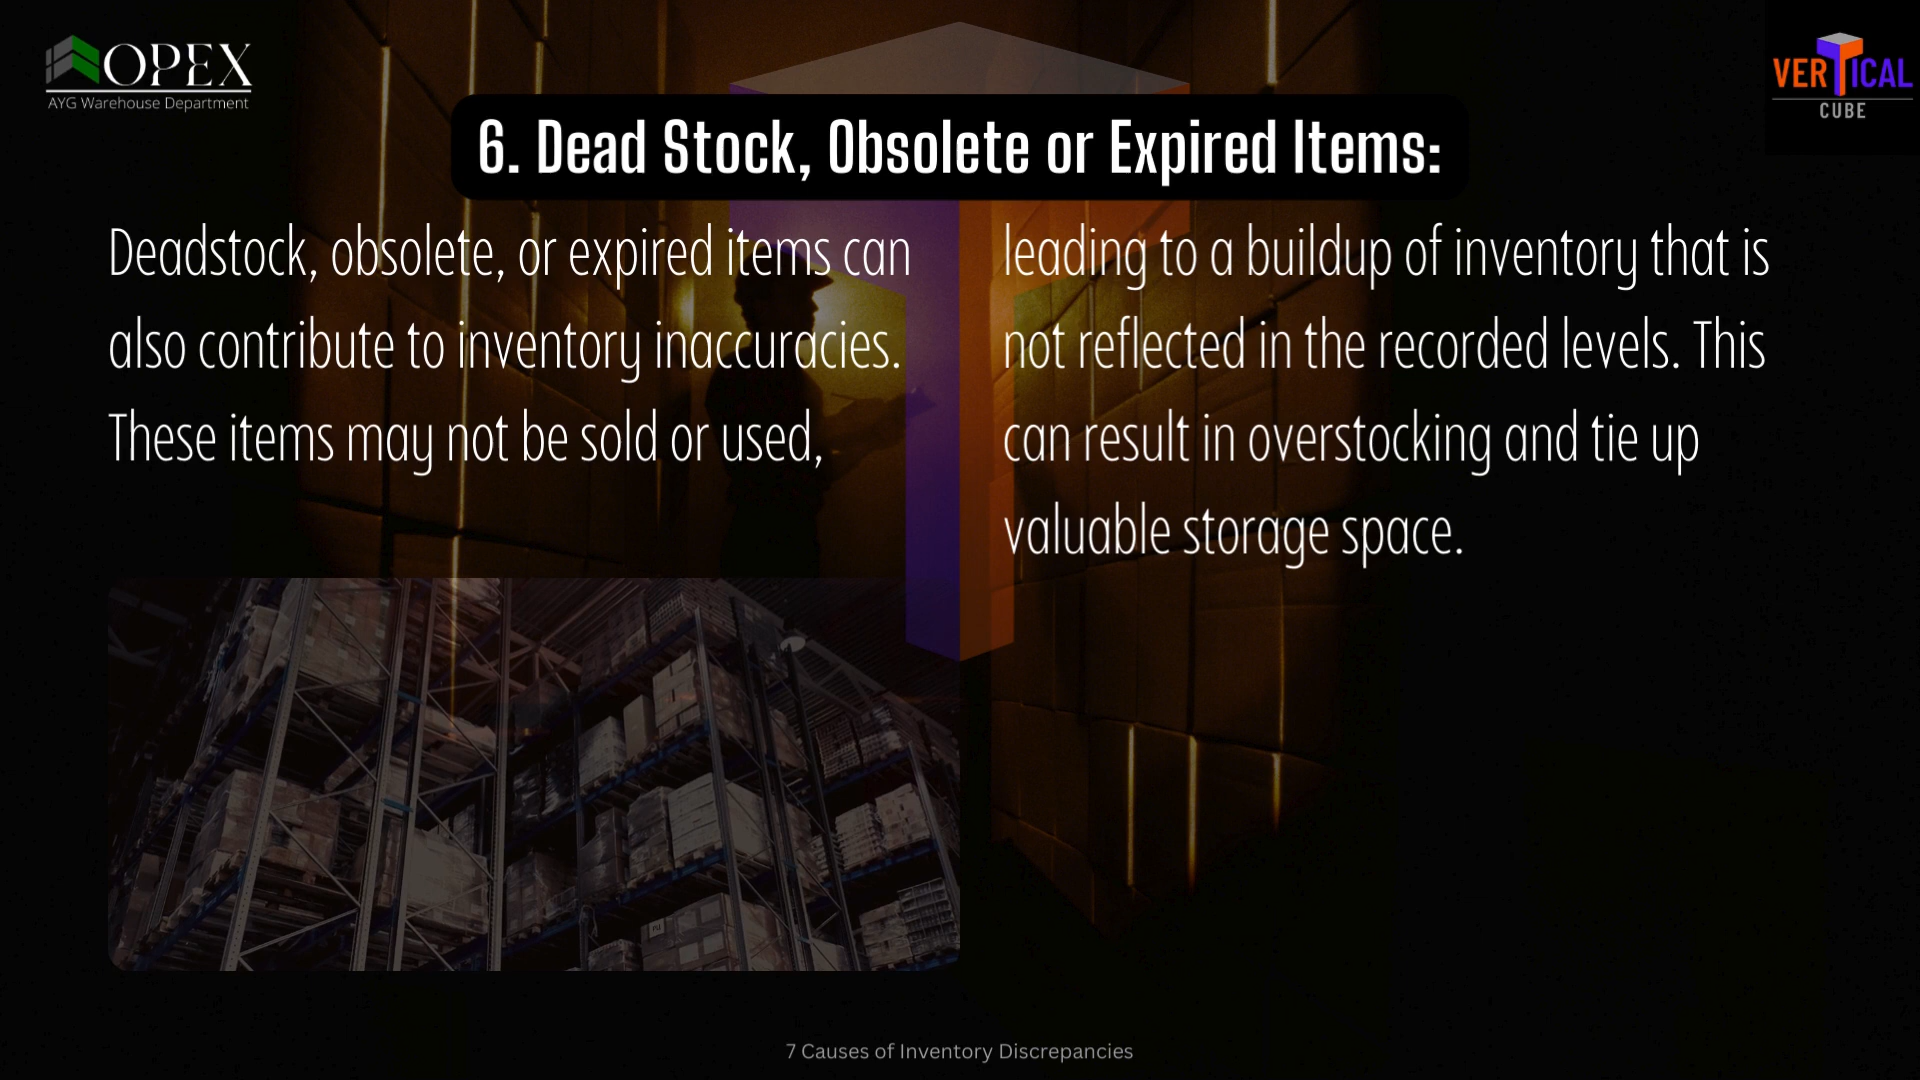 OPEX
AYG Warehouse Department
VERTICAL
CUBE
6. Dead Stock, Obsolete or Expired Items:
Deadstock, obsolete, or expired items can
also contribute to inventory inaccuracies.
These items may not be sold or used,
leading to a buildup of inventory that is
not reflected in the recorded levels. This
can result in overstocking and tie up
valuable storage space.
7 Causes of Inventory Discrepancies